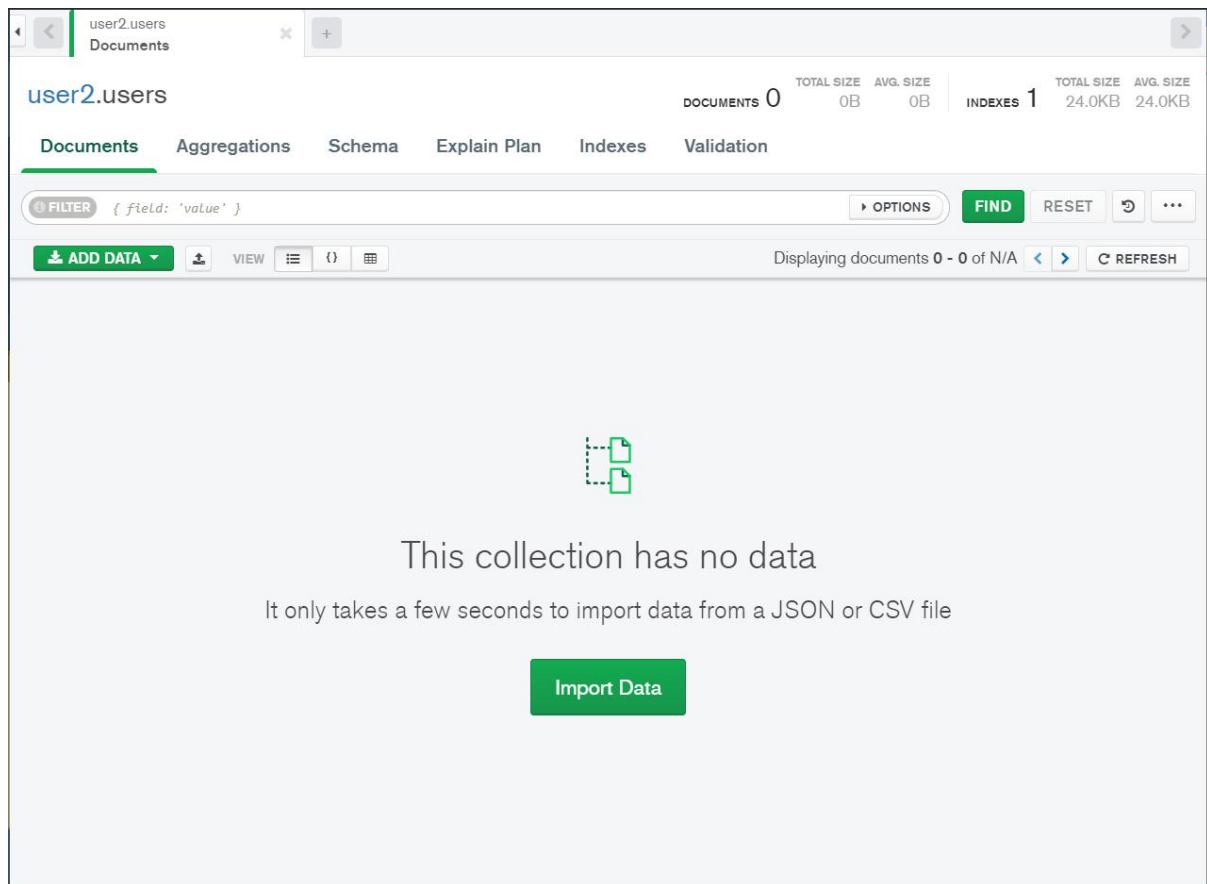 user2.users
Documents
user2.users
DOCUMENTS 0 TOTAL SIZE 0B AVG. SIZE 0B INDEXES 1 TOTAL SIZE 24.0KB AVG. SIZE 24.0KB
Documents Aggregations Schema Explain Plan Indexes Validation
FILTER { field: 'value' } OPTIONS FIND RESET ...
ADD DATA VIEW {} Displaying documents 0 - 0 of N/A < > REFRESH
This collection has no data
It only takes a few seconds to import data from a JSON or CSV file
Import Data